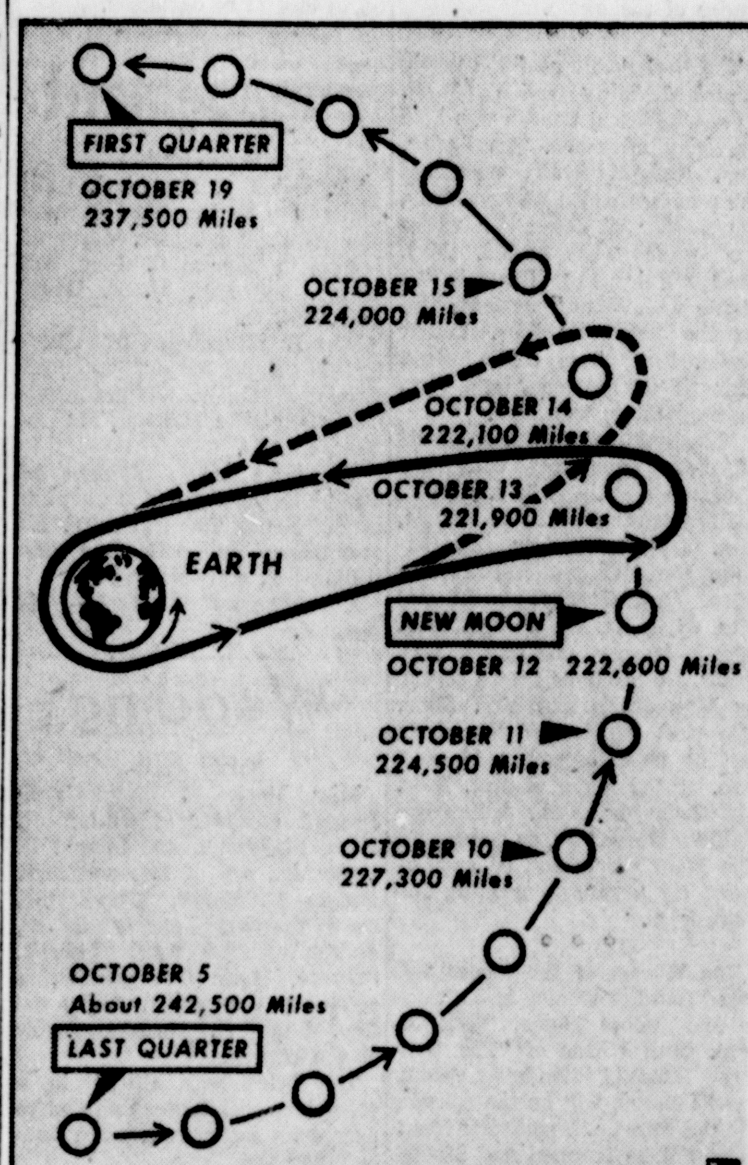 FIRST QUARTER
OCTOBER 19
237,500 Miles
OCTOBER 15
224,000 Miles
OCTOBER 14
222,100 Miles
OCTOBER 13
221,900 Miles
EARTH
NEW MOON
OCTOBER 12 222,600 Miles
OCTOBER 11
224,500 Miles
OCTOBER 10
227,300 Miles
OCTOBER 5
About 242,500 Miles
LAST QUARTER